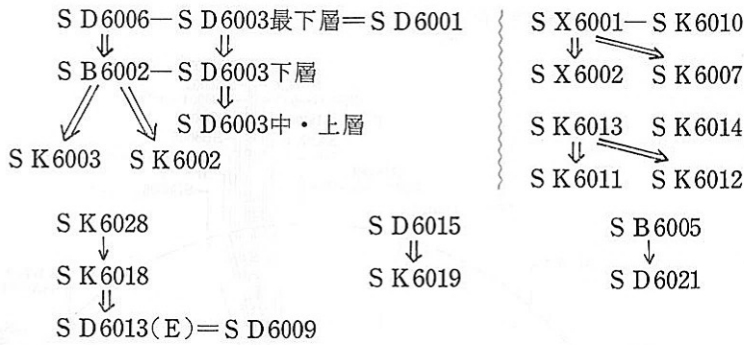 SD6006—SD6003最下層＝SD6001
⇓ ⇓
SB6002—SD6003下層
⇓
SD6003中・上層
SK6003 SK6002
SX6001—SK6010
⇓
SX6002 SK6007
SK6013 SK6014
⇓
SK6011 SK6012
SK6028
↓
SK6018
⇓
SD6013(E)＝SD6009
SD6015
⇓
SK6019
SB6005
↓
SD6021